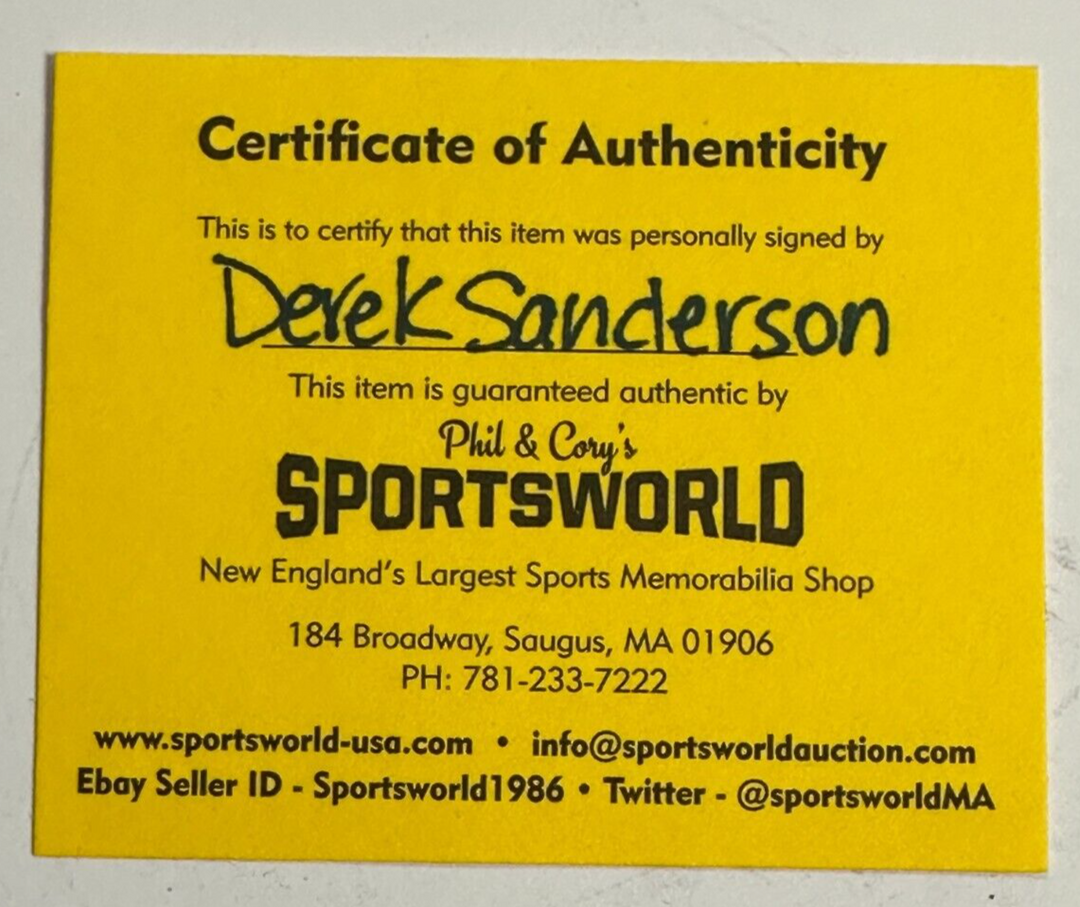 Certificate of Authenticity
This is to certify that this item was personally signed by
Derek Sanderson
This item is guaranteed authentic by
Phil & Cory's
SPORTSWORLD
New England's Largest Sports Memorabilia Shop
184 Broadway, Saugus, MA 01906
PH: 781-233-7222
www.sportsworld-usa.com • info@sportsworldauction.com
Ebay Seller ID - Sportsworld1986 • Twitter - @sportsworldMA